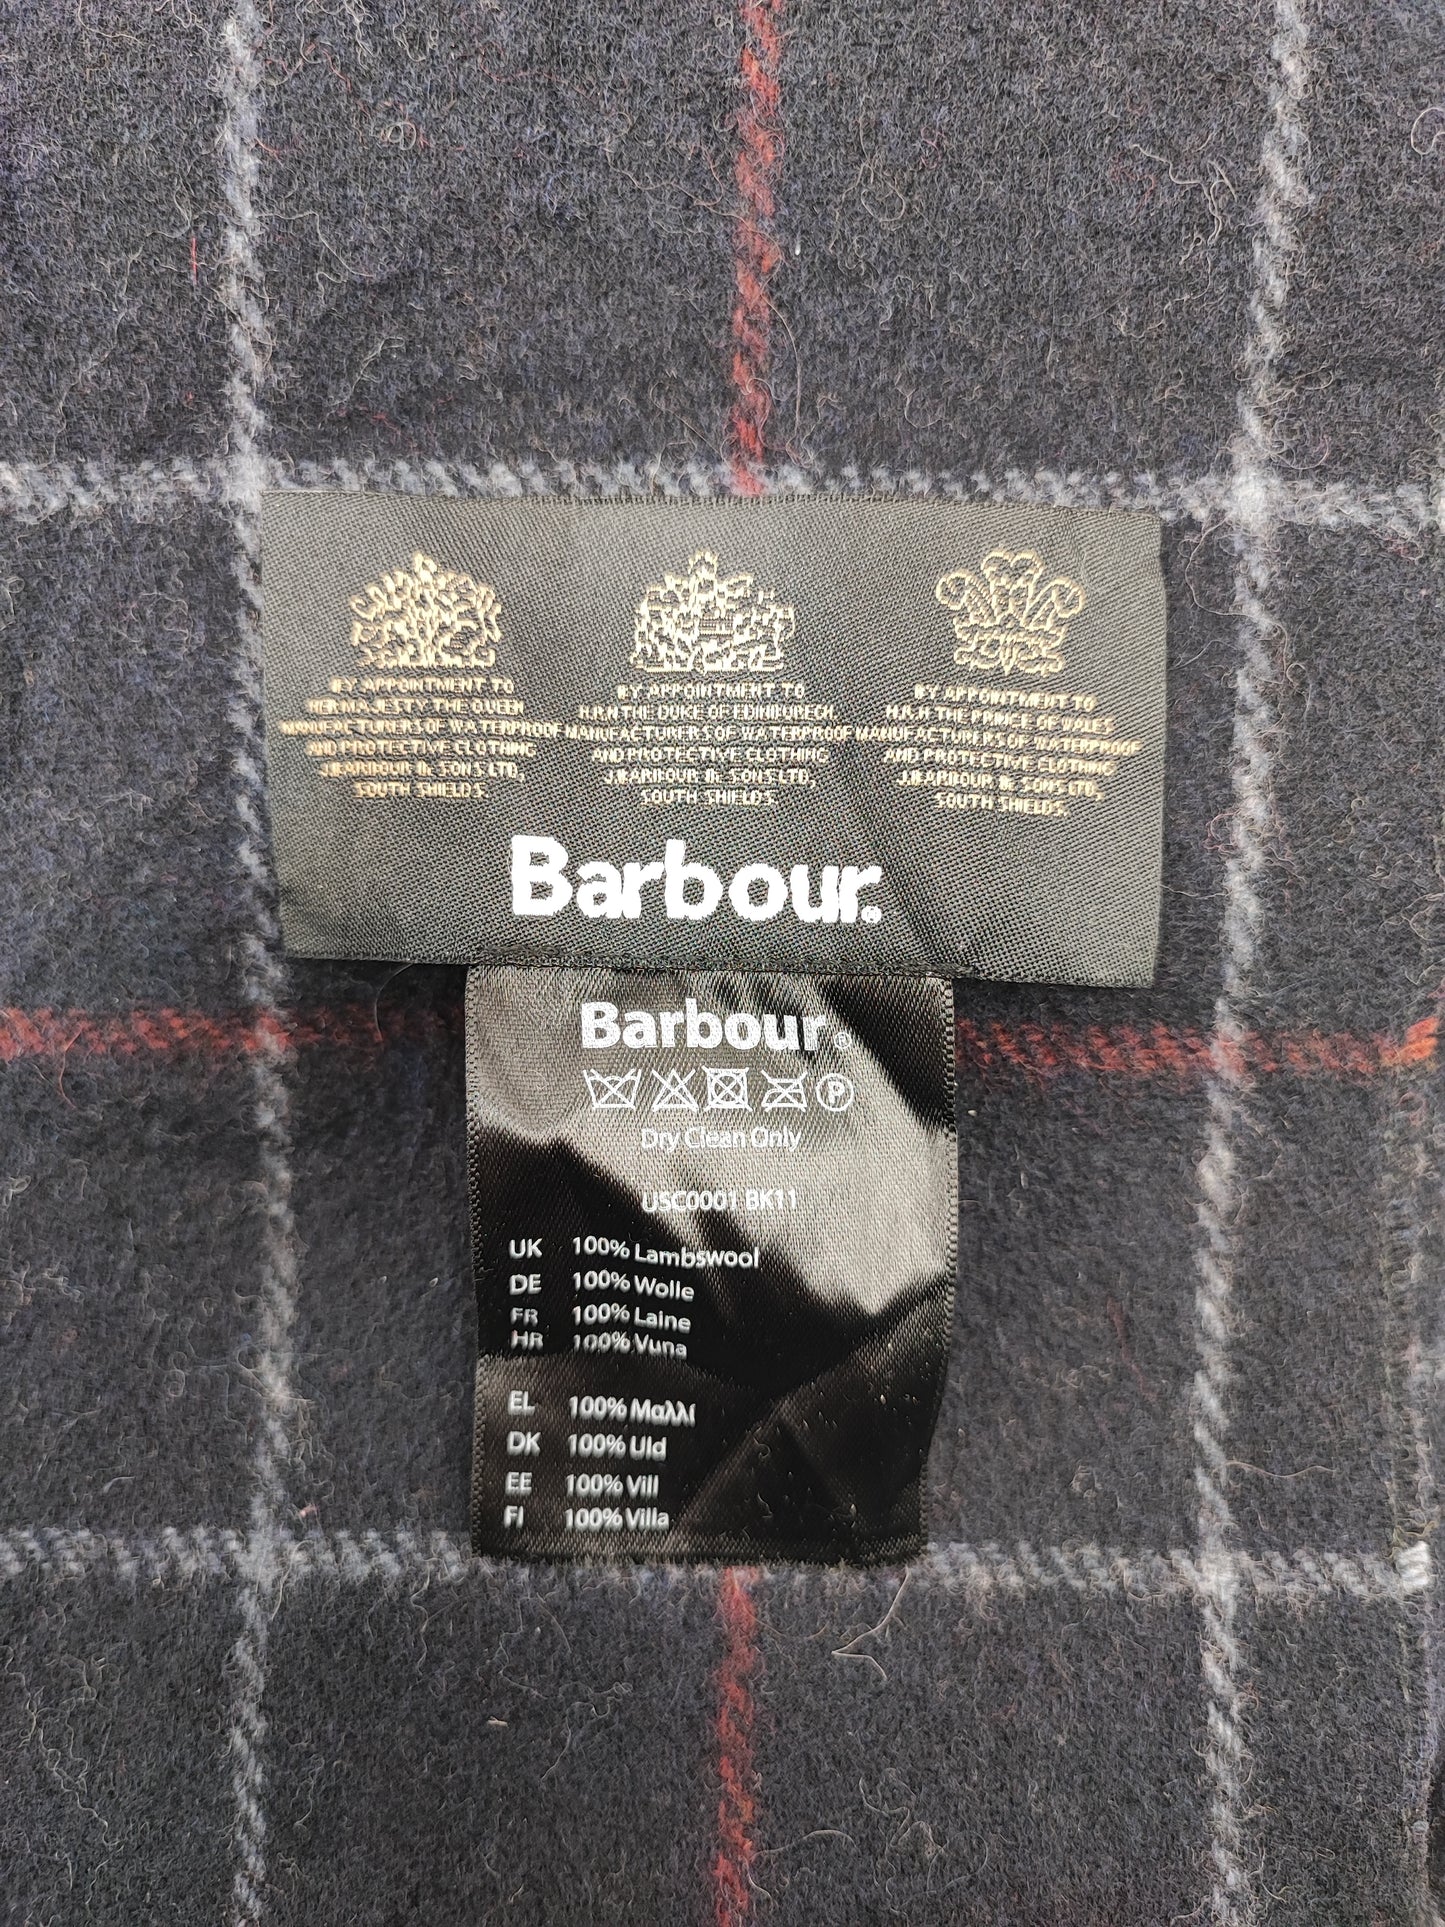 BY APPOINTMENT TO
HER MAJESTY THE QUEEN
MANUFACTURERS OF WATERPROOF
AND PROTECTIVE CLOTHING
J.BARBOUR & SONS LTD,
SOUTH SHIELDS.
BY APPOINTMENT TO
H.R.H THE DUKE OF EDINBURGH,
MANUFACTURERS OF WATERPROOF
AND PROTECTIVE CLOTHING
J.BARBOUR & SONS LTD,
SOUTH SHIELDS.
BY APPOINTMENT TO
H.R.H THE PRINCE OF WALES
MANUFACTURERS OF WATERPROOF
AND PROTECTIVE CLOTHING
J.BARBOUR & SONS LTD,
SOUTH SHIELDS.
Barbour®
Barbour®
P
Dry Clean Only
USC0001 BK11
UK 100% Lambswool
DE 100% Wolle
FR 100% Laine
HR 100% Vuna
EL 100% Μαλλί
DK 100% Uld
EE 100% Vill
FI 100% Villa